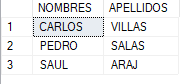 NOMBRES APELLIDOS
1 CARLOS VILLAS
2 PEDRO SALAS
3 SAUL ARAJ